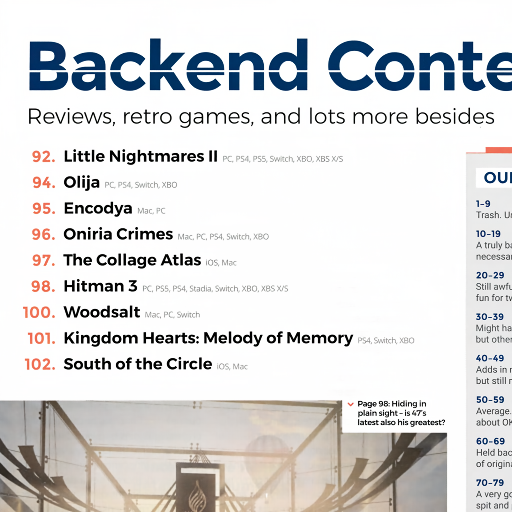 Backend Conte
Reviews, retro games, and lots more besides
92. Little Nightmares II PC, PS4, PS5, Switch, XBO, XBS X/S
94. Olija PC, PS4, Switch, XBO
95. Encodya Mac, PC
96. Oniria Crimes Mac, PC, PS4, Switch, XBO
97. The Collage Atlas iOS, Mac
98. Hitman 3 PC, PS5, PS4, Stadia, Switch, XBO, XBS X/S
100. Woodsalt Mac, PC, Switch
101. Kingdom Hearts: Melody of Memory PS4, Switch, XBO
102. South of the Circle iOS, Mac
Page 98: Hiding in
plain sight – is 47's
latest also his greatest?
OU
1–9
Trash. U
10–19
A truly b
necessar
20–29
Still awfu
fun for tw
30–39
Might ha
but other
40–49
Adds in r
but still r
50–59
Average.
about OK
60–69
Held bac
of origina
70–79
A very go
spit and